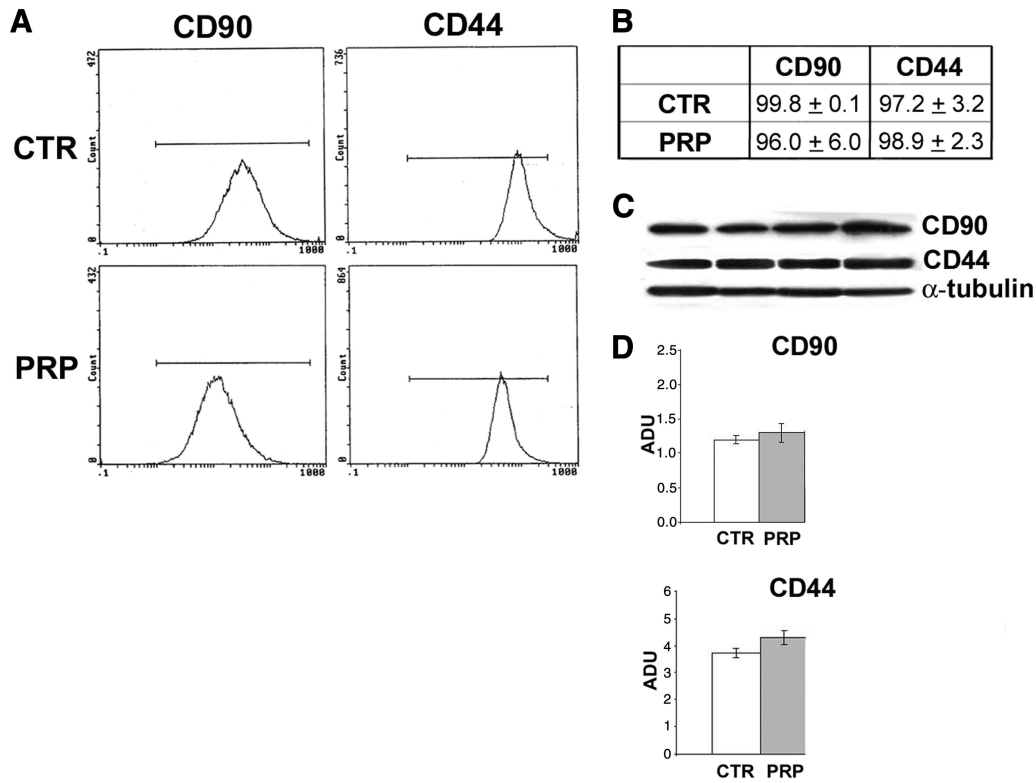 A
CD90
CD44
CTR
472
Count
0
.1
1000
736
Count
0
.1
1000
PRP
432
Count
0
.1
1000
864
Count
0
.1
1000
B
CD90 CD44
CTR 99.8 ± 0.1 97.2 ± 3.2
PRP 96.0 ± 6.0 98.9 ± 2.3
C
CD90
CD44
α-tubulin
D
CD90
ADU
2.5
2.0
1.5
1.0
0.5
0.0
CTR PRP
CD44
ADU
6
5
4
3
2
1
0
CTR PRP